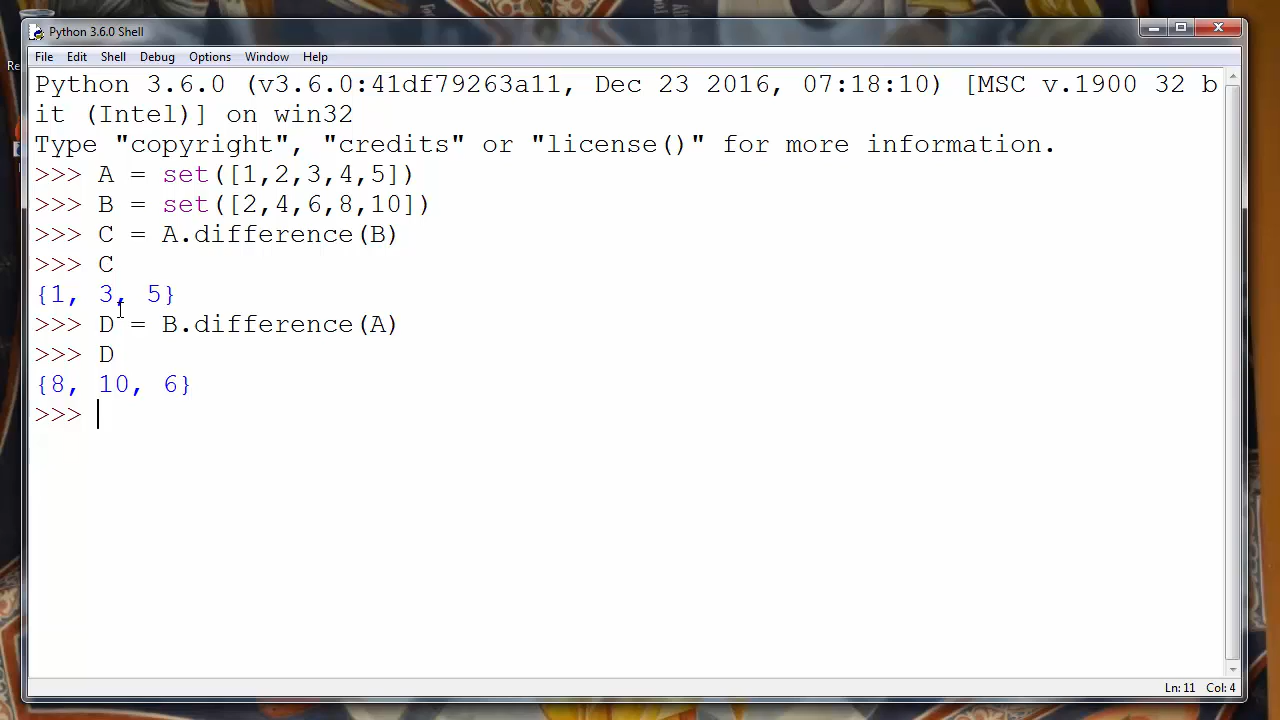 Python 3.6.0 Shell
File Edit Shell Debug Options Window Help
Python 3.6.0 (v3.6.0:41df79263a11, Dec 23 2016, 07:18:10) [MSC v.1900 32 b
it (Intel)] on win32
Type "copyright", "credits" or "license()" for more information.
>>> A = set([1,2,3,4,5])
>>> B = set([2,4,6,8,10])
>>> C = A.difference(B)
>>> C
{1, 3, 5}
>>> D = B.difference(A)
>>> D
{8, 10, 6}
>>>
Ln: 11 Col: 4